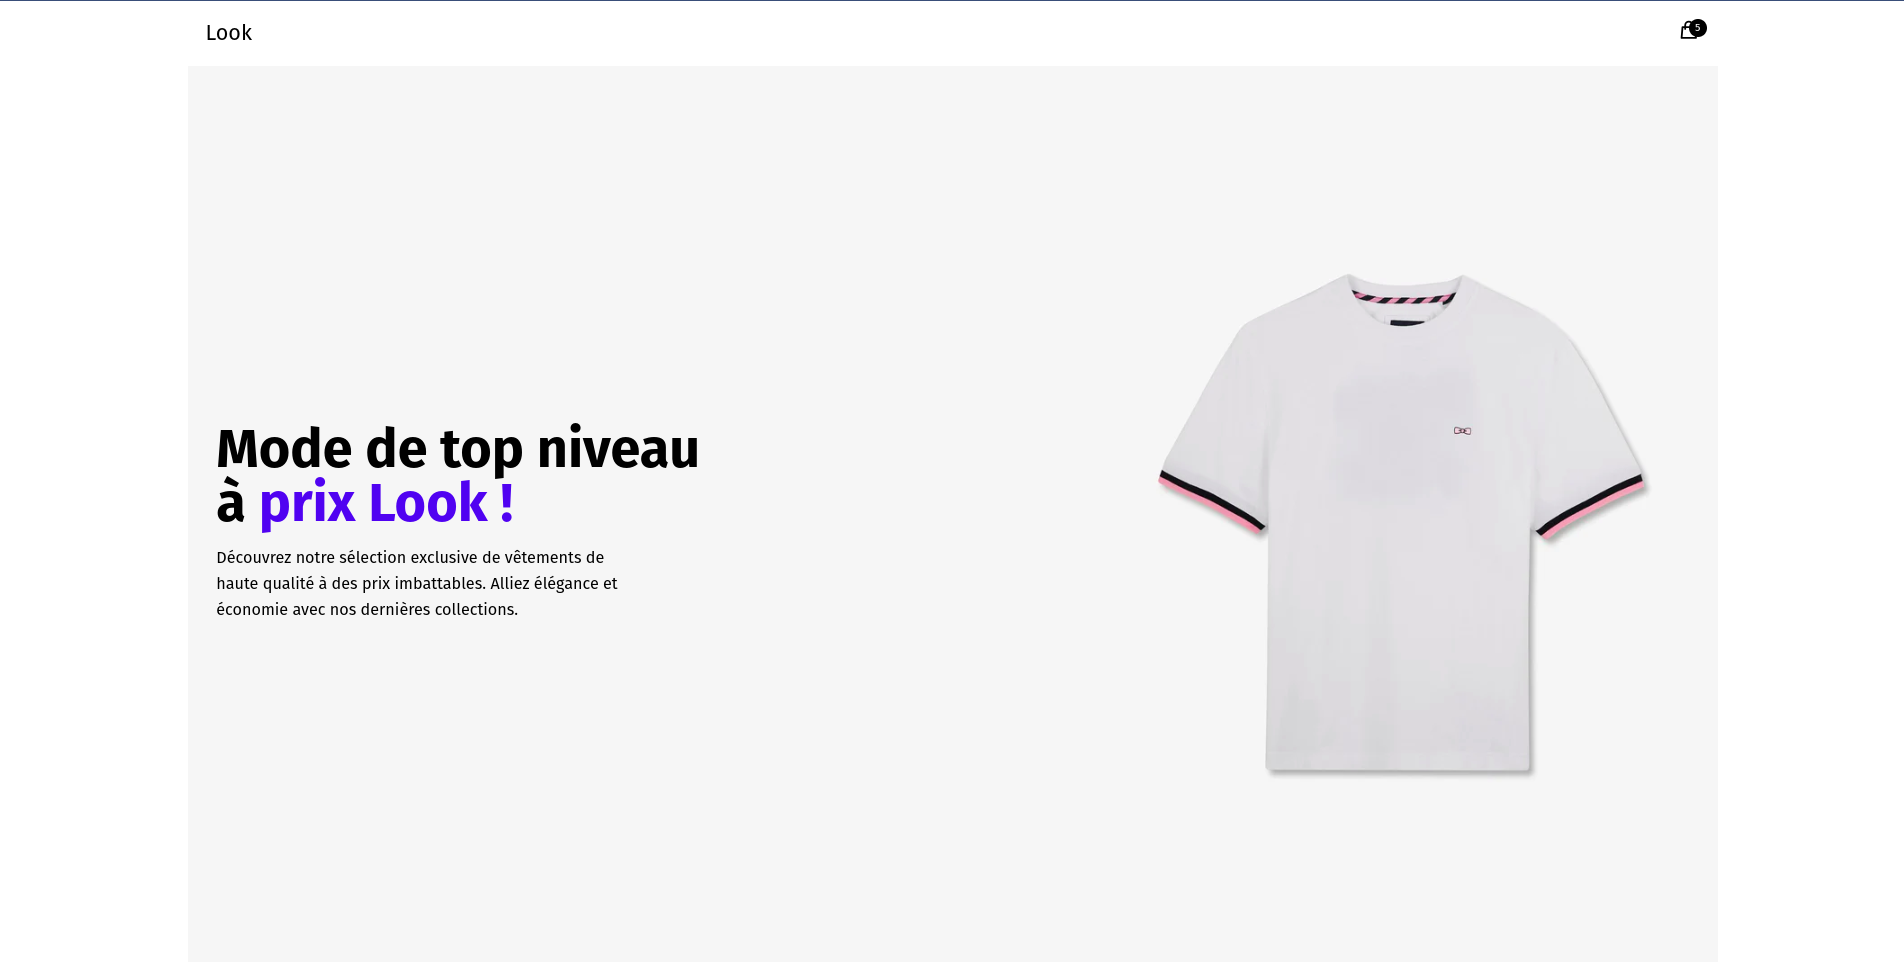 Look
5
Mode de top niveau
à prix Look !
Découvrez notre sélection exclusive de vêtements de
haute qualité à des prix imbattables. Alliez élégance et
économie avec nos dernières collections.